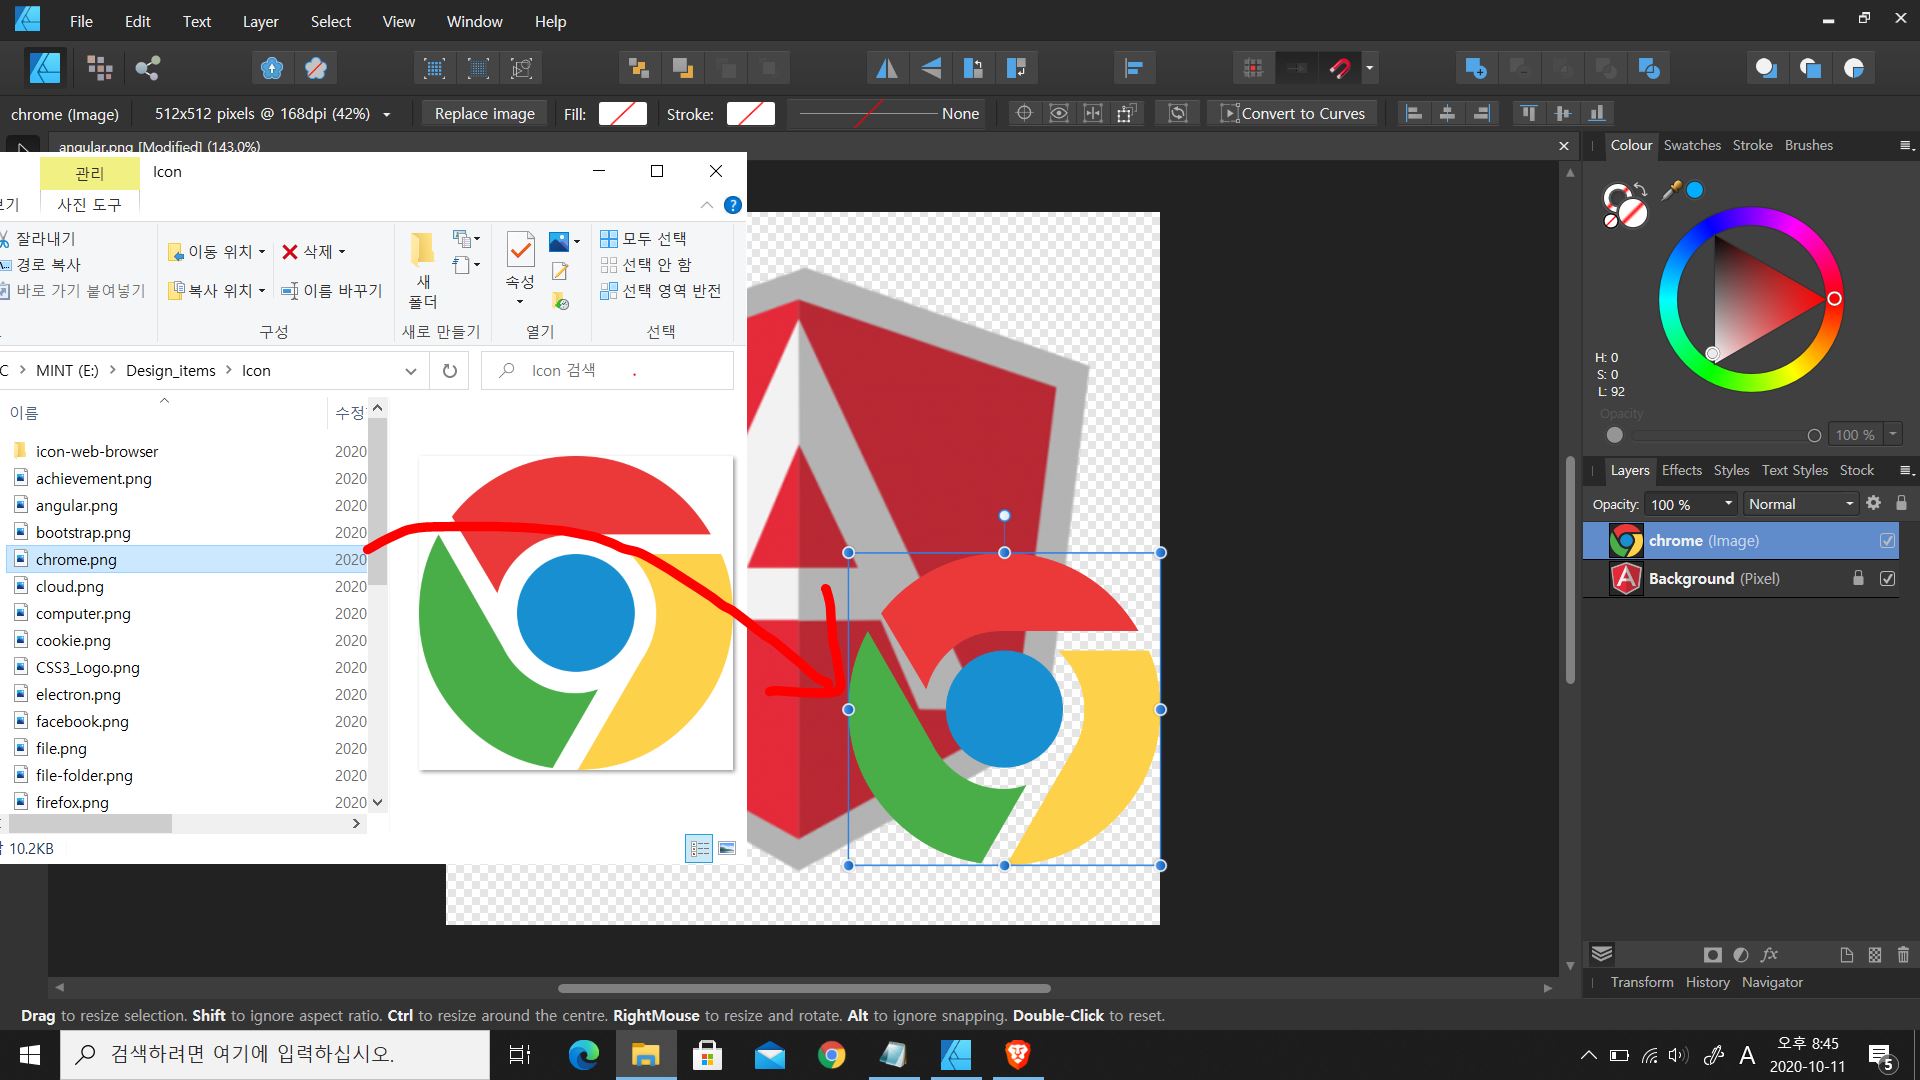 File Edit Text Layer Select View Window Help
chrome (Image) 512x512 pixels @ 168dpi (42%) Replace image Fill: Stroke: None Convert to Curves
angular.png [Modified] (143.0%)
관리 Icon
사진 도구
잘라내기
경로 복사
바로 가기 붙여넣기
이동 위치 삭제
복사 위치 이름 바꾸기
구성
새 폴더
새로 만들기
속성
열기
모두 선택
선택 안 함
선택 영역 반전
선택
MINT (E:) Design_items Icon
Icon 검색
이름 수정
icon-web-browser 2020
achievement.png 2020
angular.png 2020
bootstrap.png 2020
chrome.png 2020
cloud.png 2020
computer.png 2020
cookie.png 2020
CSS3_Logo.png 2020
electron.png 2020
facebook.png 2020
file.png 2020
file-folder.png 2020
firefox.png 2020
10.2KB
Colour Swatches Stroke Brushes
H: 0
S: 0
L: 92
Opacity
100 %
Layers Effects Styles Text Styles Stock
Opacity: 100 % Normal
chrome (Image)
Background (Pixel)
Transform History Navigator
Drag to resize selection. Shift to ignore aspect ratio. Ctrl to resize around the centre. RightMouse to resize and rotate. Alt to ignore snapping. Double-Click to reset.
검색하려면 여기에 입력하십시오.
A
오후 8:45
2020-10-11
5